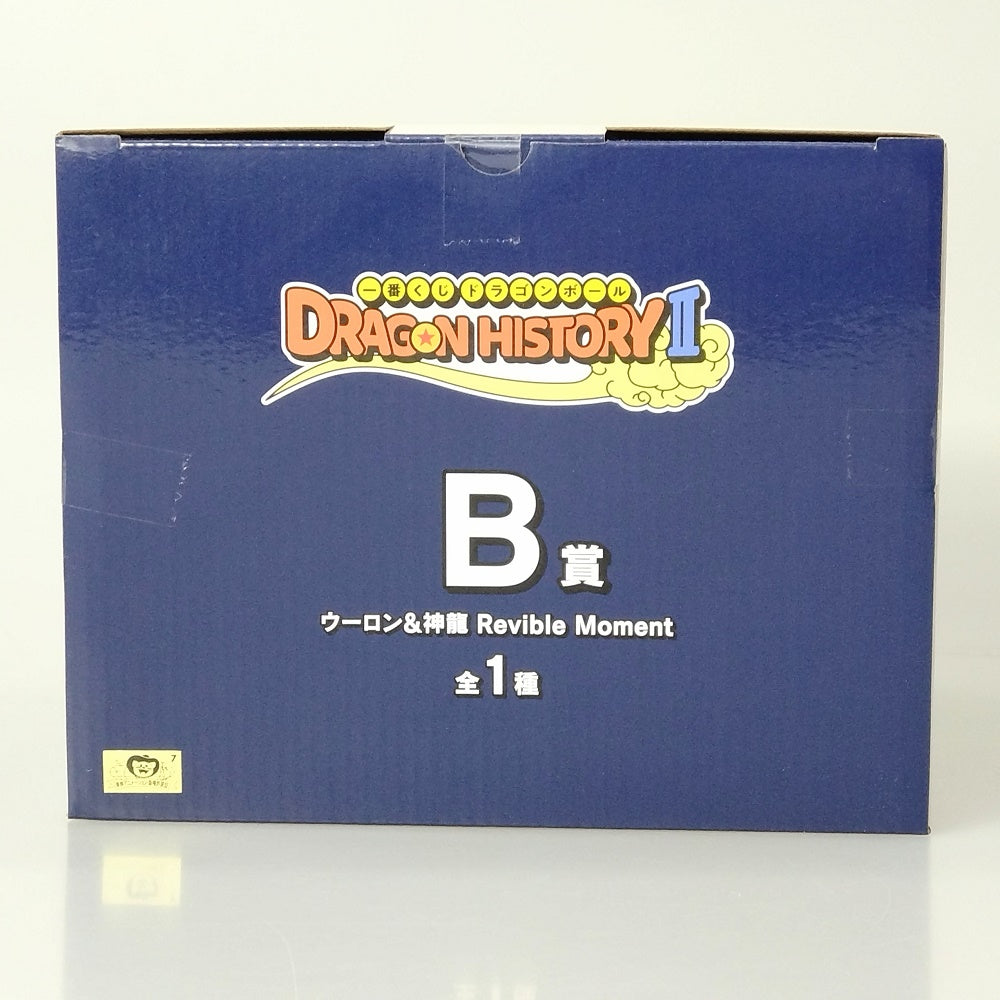 一番くじ ドラゴンボール
DRAGON HISTORY II
B賞
ウーロン&神龍 Revible Moment
全1種
7